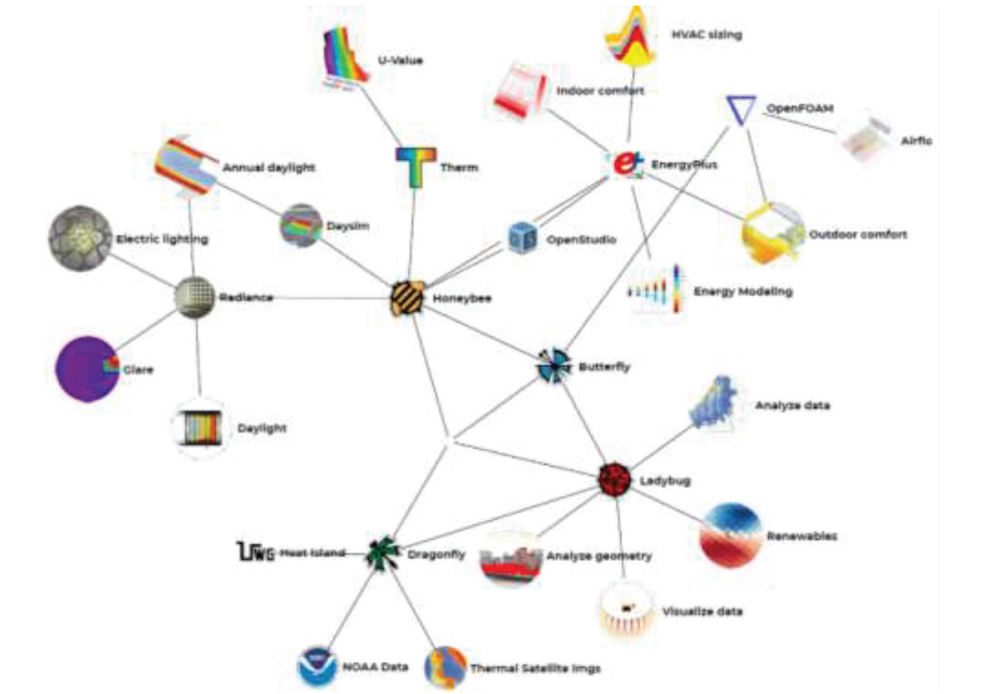 HVAC sizing
U-Value
Indoor comfort
OpenFOAM
Airflo
EnergyPlus
Annual daylight
Therm
Daysim
Electric lighting
OpenStudio
Outdoor comfort
Energy Modeling
Radiance
Honeybee
Butterfly
Glare
Analyze data
Daylight
Ladybug
Renewables
UWG Heat Island
Dragonfly
Analyze geometry
Visualize data
NOAA Data
Thermal Satellite Imgs